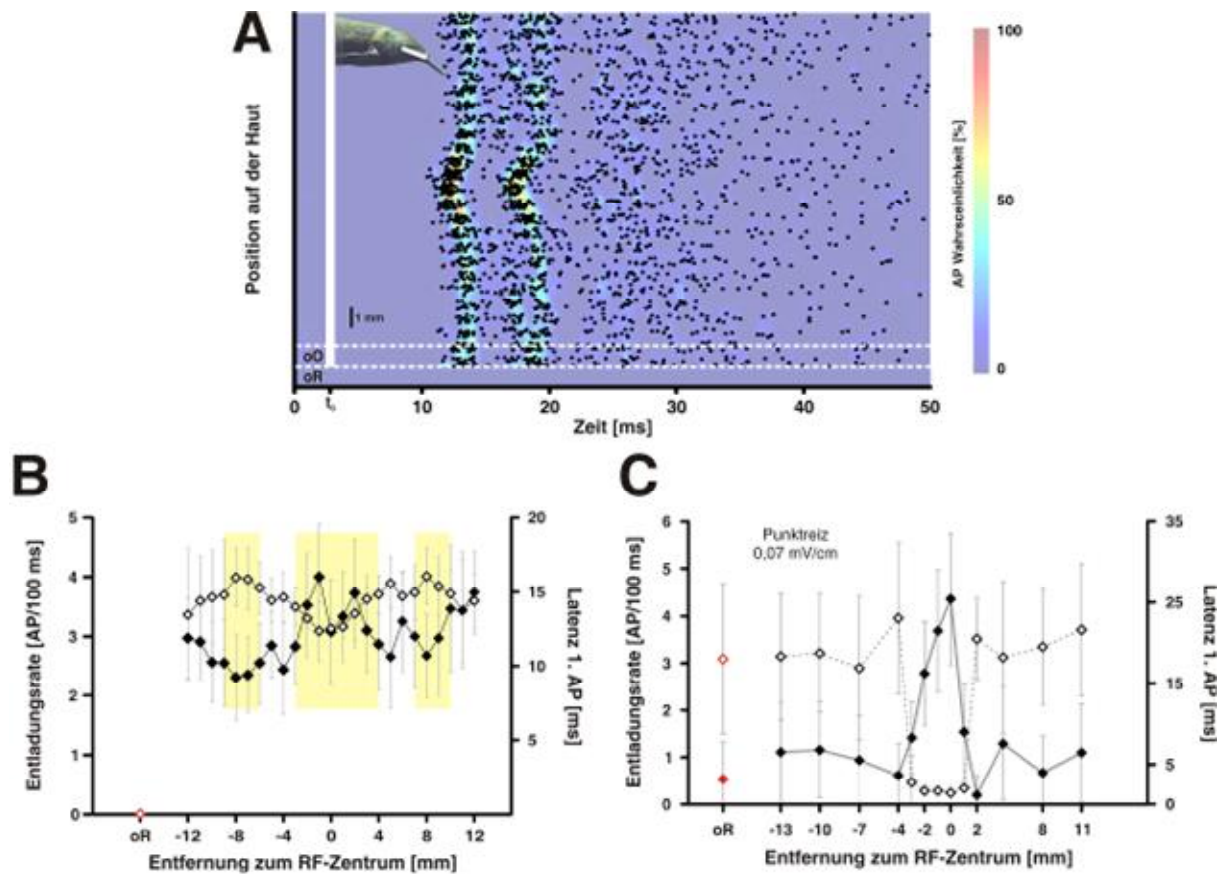 A
Position auf der Haut
1 mm
oD
oR
0
t₀
10
20
30
40
50
Zeit [ms]
100
50
0
AP Wahrsceinlichkeit [%]
B
Entladungsrate [AP/100 ms]
5
4
3
2
1
0
20
15
10
5
Latenz 1. AP [ms]
oR -12 -8 -4 0 4 8 12
Entfernung zum RF-Zentrum [mm]
C
Punktreiz
0,07 mV/cm
Entladungsrate [AP/100 ms]
6
5
4
3
2
1
0
35
25
15
5
0
Latenz 1. AP [ms]
oR -13 -10 -7 -4 -2 0 2 8 11
Entfernung zum RF-Zentrum [mm]